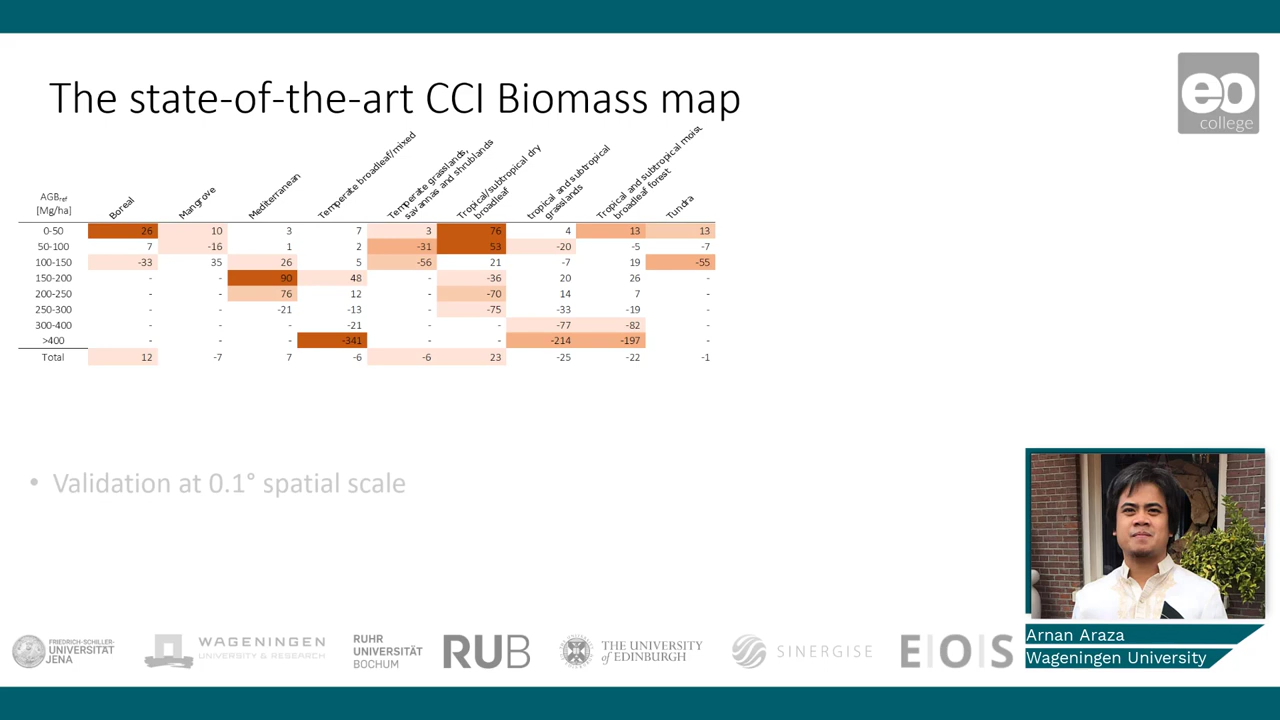 The state-of-the-art CCI Biomass map
eo
college
AGBref
[Mg/ha]
Boreal
Mangrove
Mediterranean
Temperate broadleaf/mixed
Temperate grasslands,
savannas and shrublands
Tropical/subtropical dry
broadleaf
tropical and subtropical
grasslands
Tropical and subtropical moist
broadleaf forest
Tundra
0-50 26 10 3 7 3 76 4 13 13
50-100 7 -16 1 2 -31 53 -20 -5 -7
100-150 -33 35 26 5 -56 21 -7 19 -55
150-200 - - 90 48 - -36 20 26 -
200-250 - - 76 12 - -70 14 7 -
250-300 - - -21 -13 - -75 -33 -19 -
300-400 - - - -21 - - -77 -82 -
>400 - - - -341 - - -214 -197 -
Total 12 -7 7 -6 -6 23 -25 -22 -1
• Validation at 0.1° spatial scale
Arnan Araza
Wageningen University
FRIEDRICH-SCHILLER-
UNIVERSITÄT
JENA
WAGENINGEN
UNIVERSITY & RESEARCH
RUHR
UNIVERSITÄT
BOCHUM
RUB
THE UNIVERSITY
of EDINBURGH
SINERGISE
E|O|S